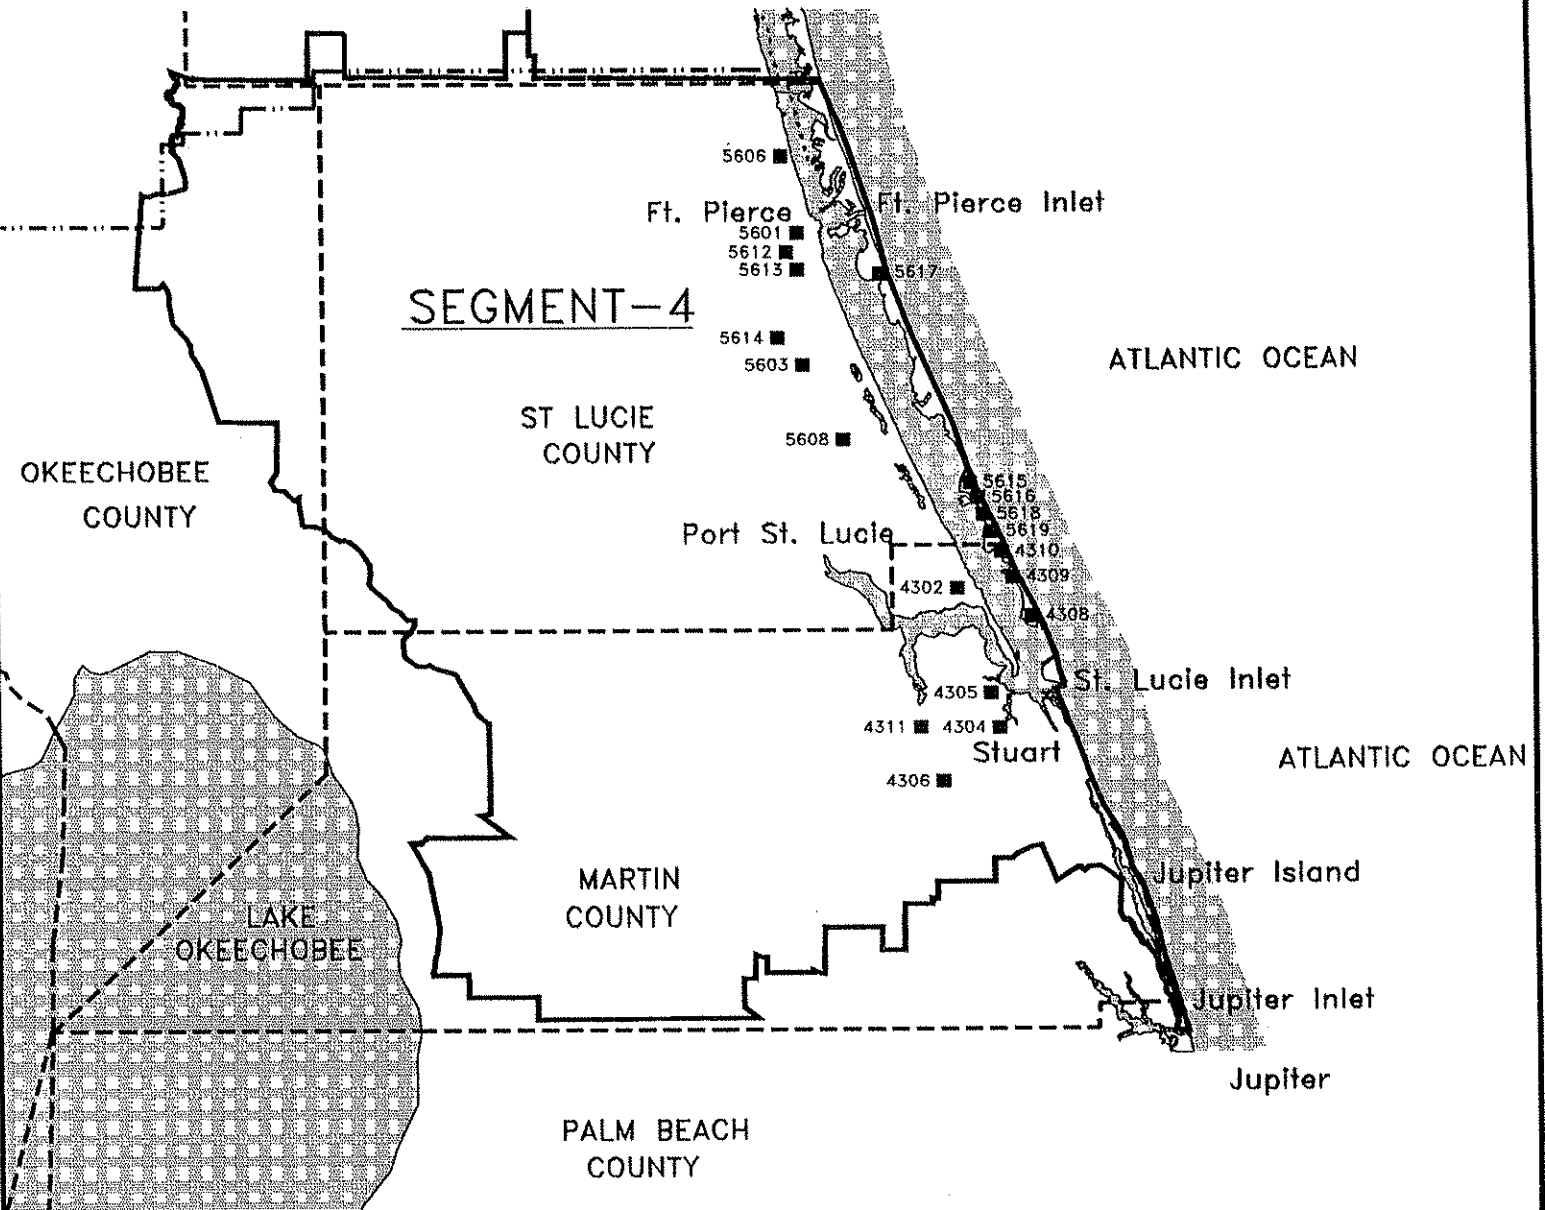 5606
Ft. Pierce Inlet
Ft. Pierce
5601
5612
5613
5617
SEGMENT-4
5614
5603
ATLANTIC OCEAN
ST LUCIE
COUNTY
5608
OKEECHOBEE
COUNTY
5615
5616
5618
5619
Port St. Lucie
4310
4309
4302
4308
St. Lucie Inlet
4305
4311
4304
Stuart
ATLANTIC OCEAN
4306
Jupiter Island
MARTIN
COUNTY
LAKE
OKEECHOBEE
Jupiter Inlet
Jupiter
PALM BEACH
COUNTY